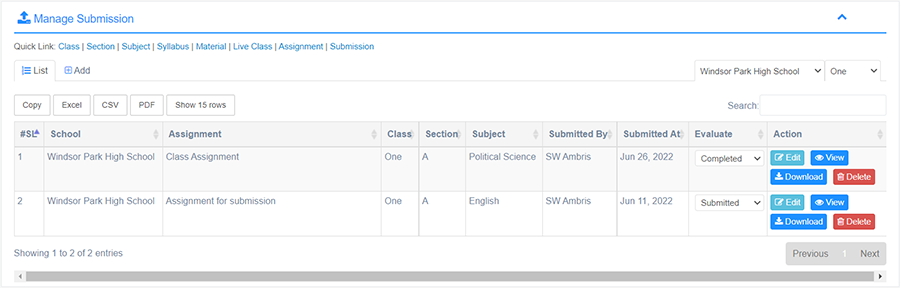 Manage Submission
Quick Link: Class | Section | Subject | Syllabus | Material | Live Class | Assignment | Submission
List Add Windsor Park High School One
Copy Excel CSV PDF Show 15 rows Search:
#SL School Assignment Class Section Subject Submitted By Submitted At Evaluate Action
1 Windsor Park High School Class Assignment One A Political Science SW Ambris Jun 26, 2022 Completed Edit View
Download Delete
2 Windsor Park High School Assignment for submission One A English SW Ambris Jun 11, 2022 Submitted Edit View
Download Delete
Showing 1 to 2 of 2 entries Previous 1 Next